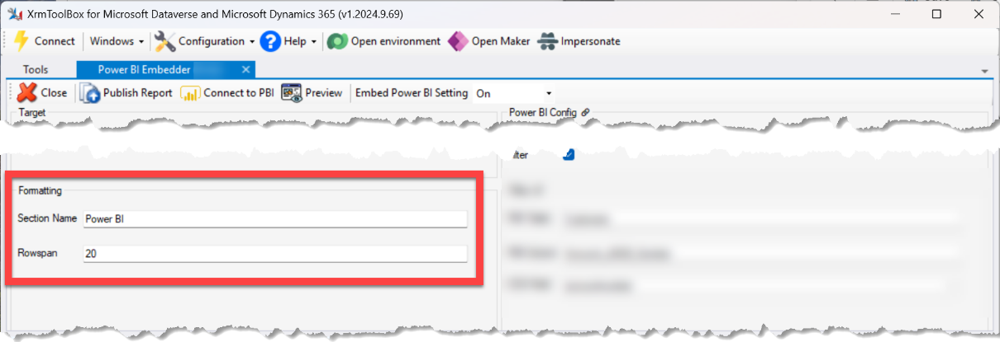 XrmToolBox for Microsoft Dataverse and Microsoft Dynamics 365 (v1.2024.9.69)
Connect Windows Configuration Help Open environment Open Maker Impersonate
Tools Power BI Embedder
Close Publish Report Connect to PBI Preview Embed Power BI Setting On
Target Power BI Config
Formatting
Section Name Power BI
Rowspan 20